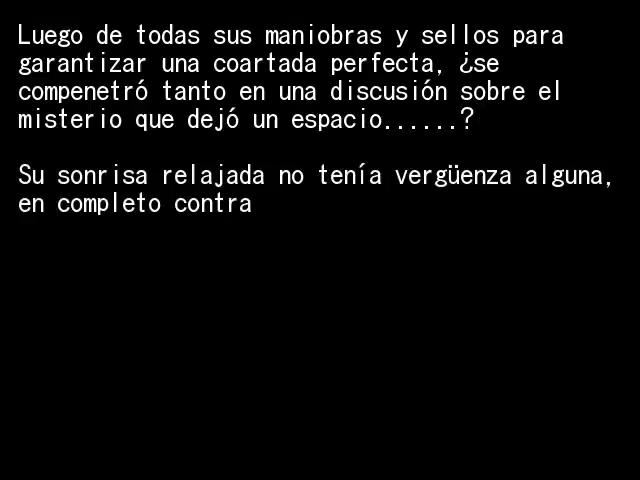 Luego de todas sus maniobras y sellos para
garantizar una coartada perfecta, ¿se
compenetró tanto en una discusión sobre el
misterio que dejó un espacio......?
Su sonrisa relajada no tenía vergüenza alguna,
en completo contra